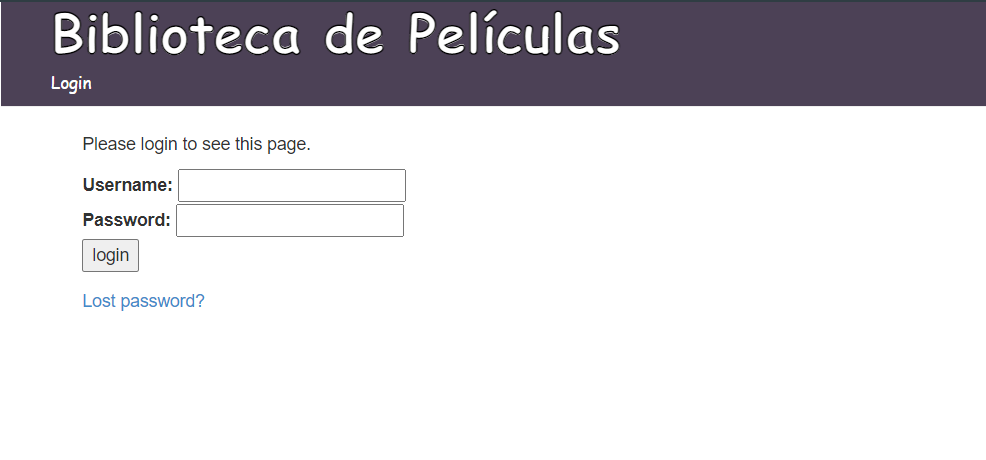 Biblioteca de Películas
Login
Please login to see this page.
Username:
Password:
login
Lost password?